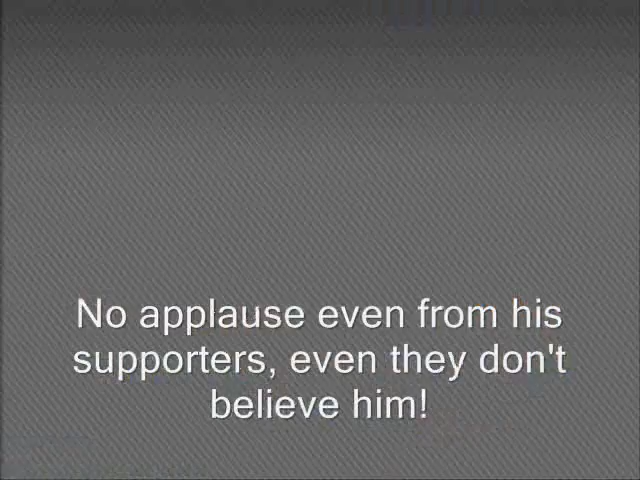 No applause even from his
supporters, even they don't
believe him!